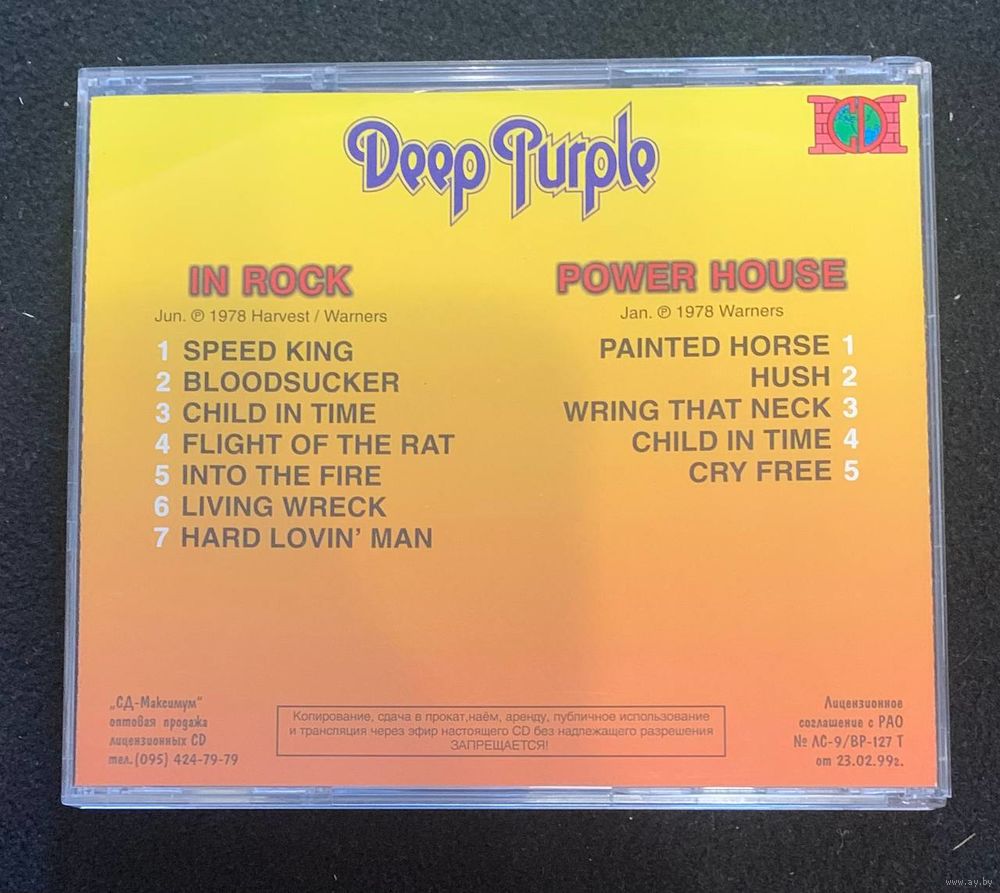 Deep Purple
CD
IN ROCK
Jun. ℗ 1978 Harvest / Warners
1 SPEED KING
2 BLOODSUCKER
3 CHILD IN TIME
4 FLIGHT OF THE RAT
5 INTO THE FIRE
6 LIVING WRECK
7 HARD LOVIN' MAN
POWER HOUSE
Jan. ℗ 1978 Warners
PAINTED HORSE 1
HUSH 2
WRING THAT NECK 3
CHILD IN TIME 4
CRY FREE 5
„СД-Максимум“
оптовая продажа
лицензионных CD
тел.(095) 424-79-79
Копирование, сдача в прокат,наём, аренду, публичное использование
и трансляция через эфир настоящего CD без надлежащего разрешения
ЗАПРЕЩАЕТСЯ!
Лицензионное
соглашение с РАО
№ ЛС-9/ВР-127 Т
от 23.02.99г.
www.ay.by